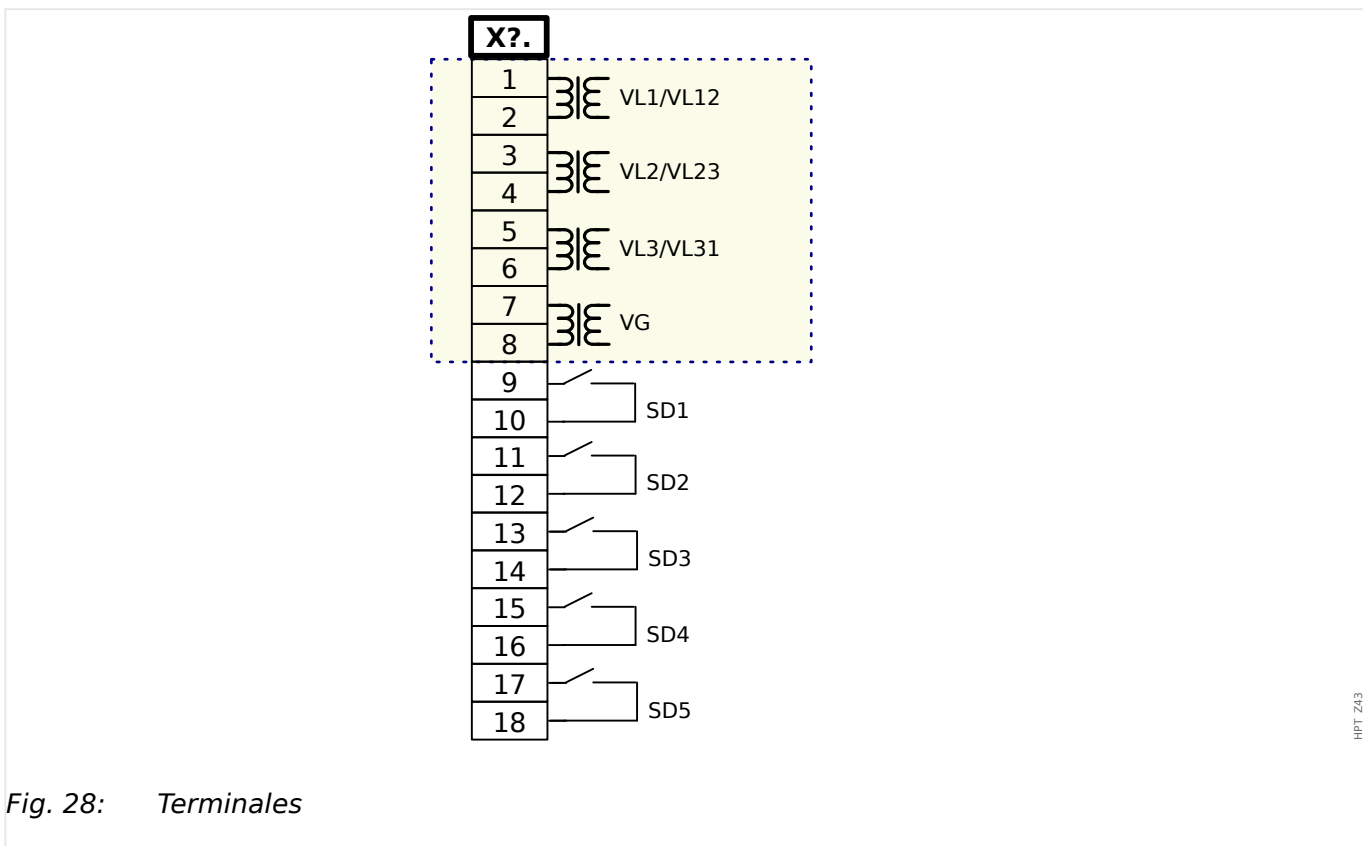 X?.
1
VL1/VL12
2
3
VL2/VL23
4
5
VL3/VL31
6
7
VG
8
9
SD1
10
11
SD2
12
13
SD3
14
15
SD4
16
17
SD5
18
HPT Z43
Fig. 28: Terminales